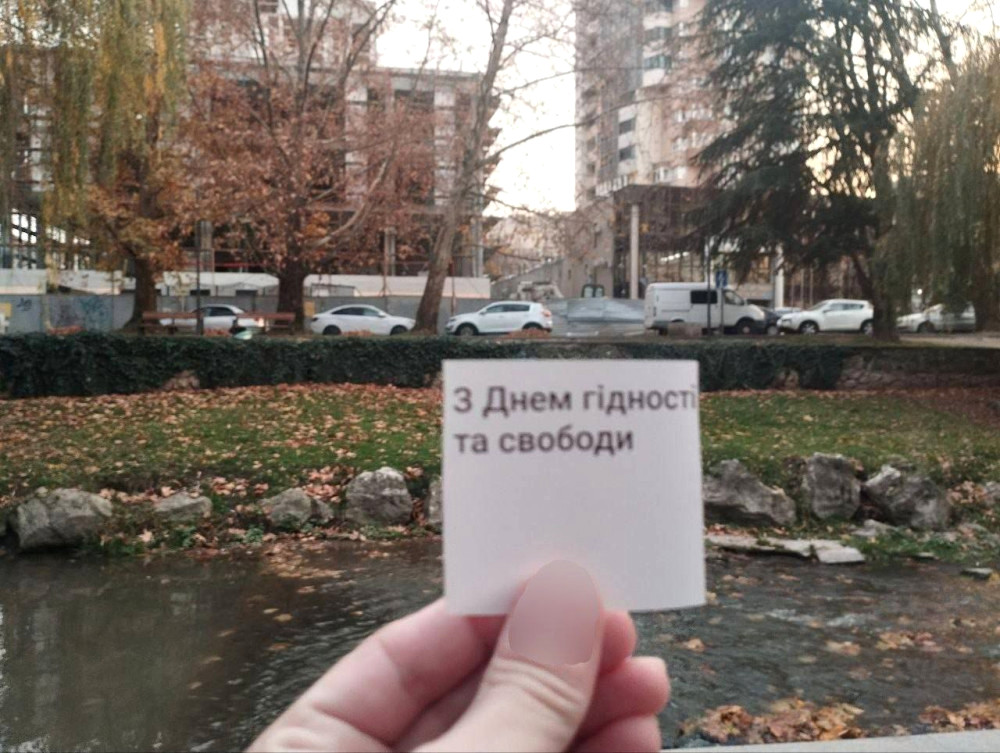 З Днем гідності
та свободи